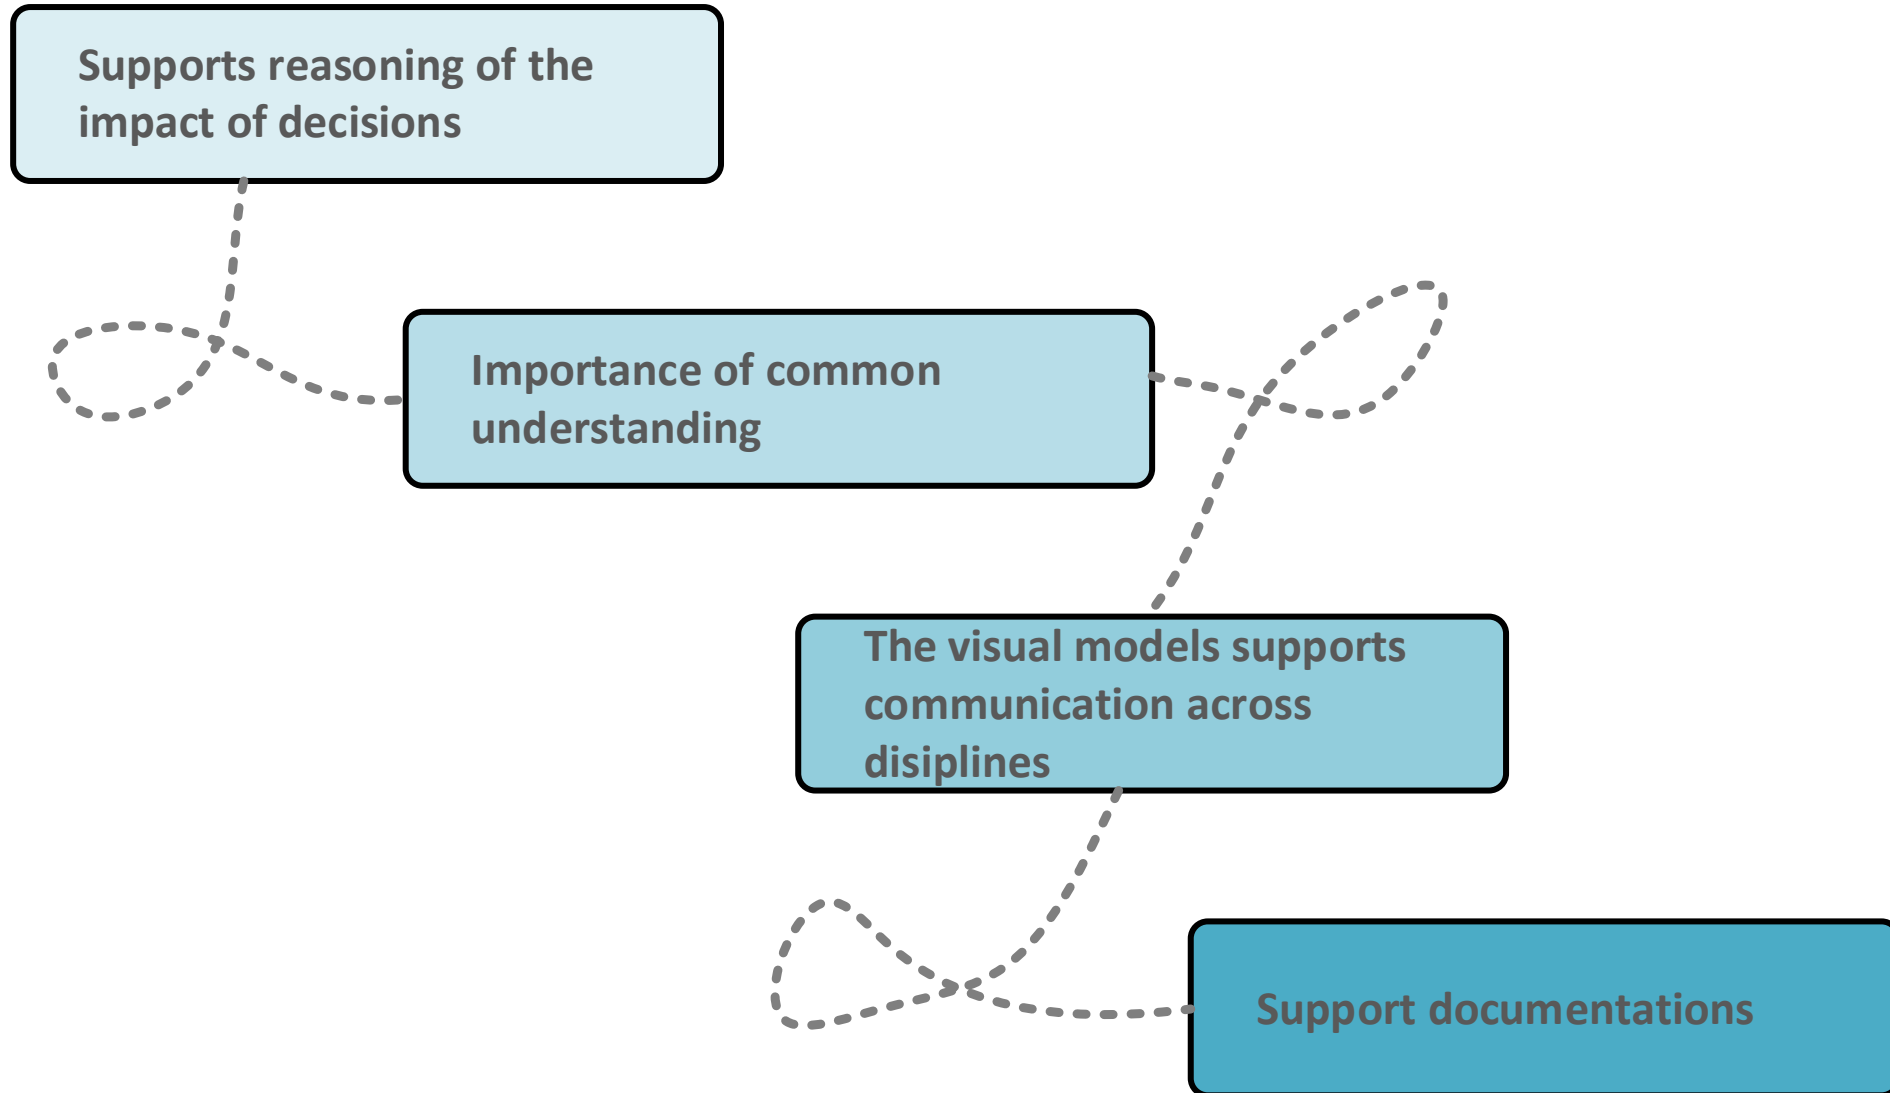 Supports reasoning of the
impact of decisions
Importance of common
understanding
The visual models supports
communication across
disiplines
Support documentations